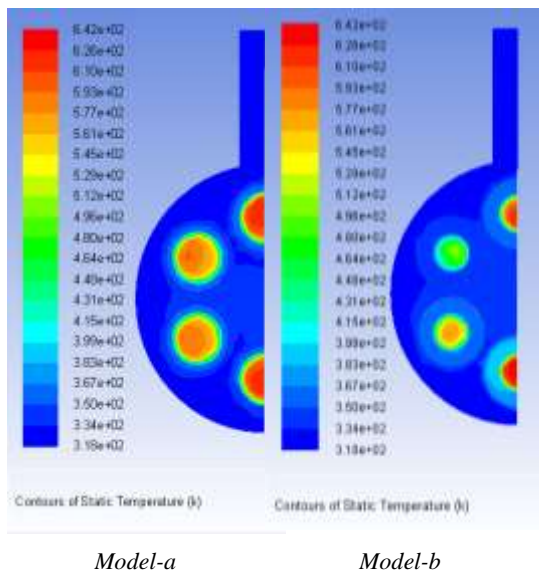 6.42e+02
6.26e+02
6.10e+02
5.93e+02
5.77e+02
5.61e+02
5.45e+02
5.29e+02
5.12e+02
4.96e+02
4.80e+02
4.64e+02
4.48e+02
4.31e+02
4.15e+02
3.99e+02
3.83e+02
3.67e+02
3.50e+02
3.34e+02
3.18e+02
Contours of Static Temperature (k)
Model-a
6.42e+02
6.26e+02
6.10e+02
5.93e+02
5.77e+02
5.61e+02
5.45e+02
5.29e+02
5.12e+02
4.96e+02
4.80e+02
4.64e+02
4.48e+02
4.31e+02
4.15e+02
3.99e+02
3.83e+02
3.67e+02
3.50e+02
3.34e+02
3.18e+02
Contours of Static Temperature (k)
Model-b